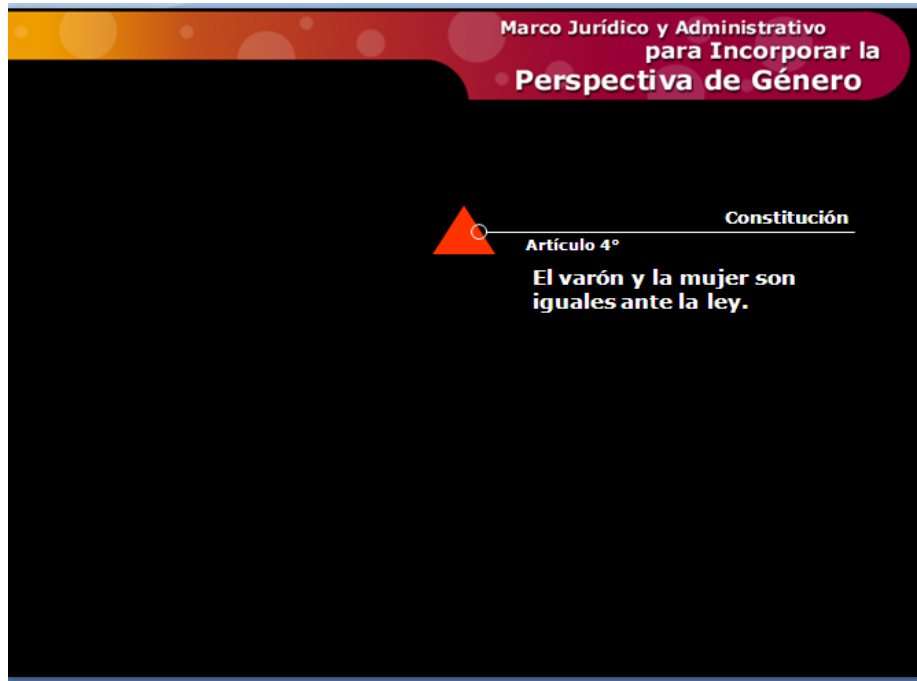 Marco Jurídico y Administrativo
para Incorporar la
Perspectiva de Género
Constitución
Artículo 4°
El varón y la mujer son
iguales ante la ley.